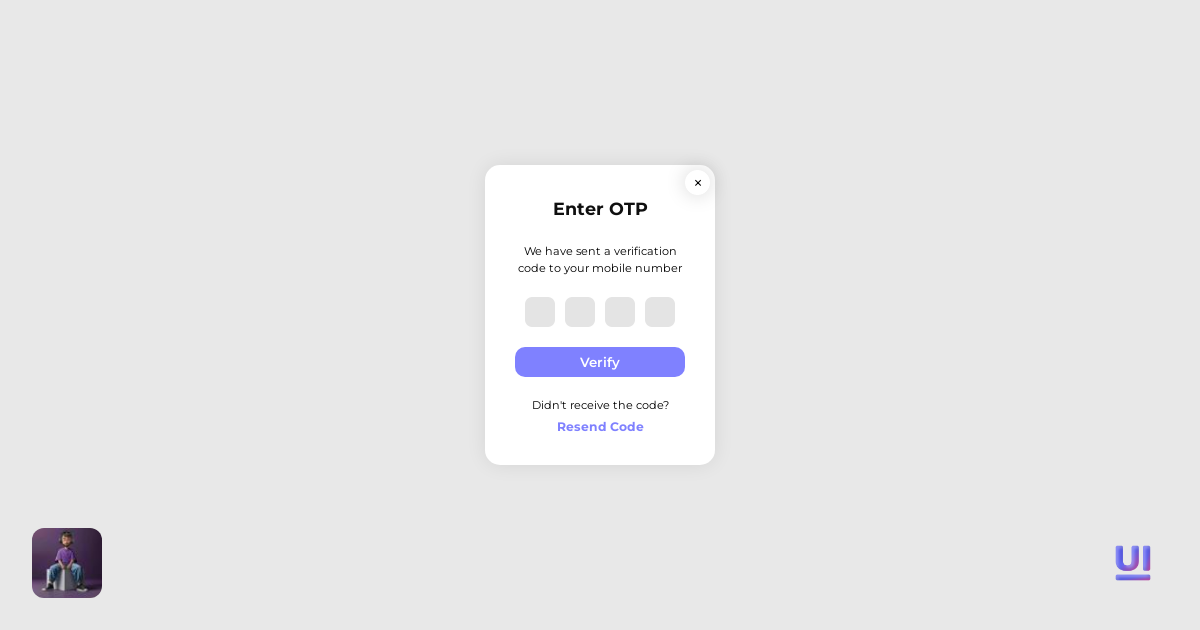 ×
Enter OTP
We have sent a verification
code to your mobile number
Verify
Didn't receive the code?
Resend Code
UI